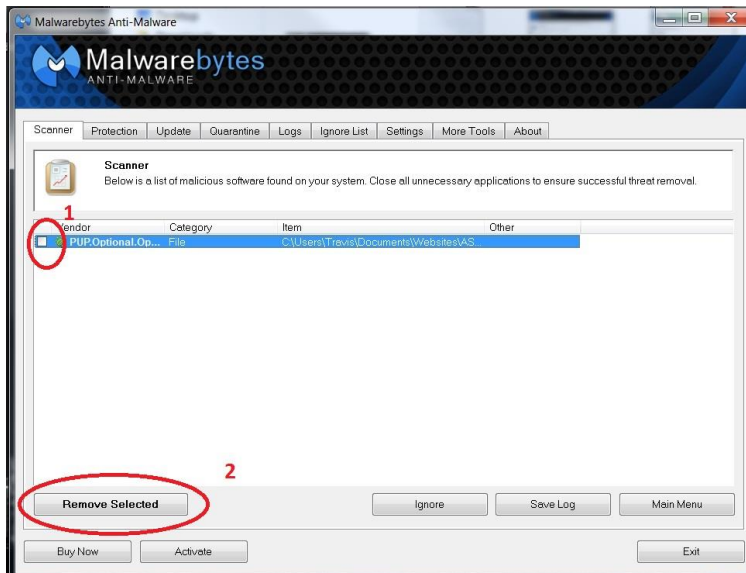 Malwarebytes Anti-Malware
Malwarebytes
ANTI-MALWARE
Scanner Protection Update Quarantine Logs Ignore List Settings More Tools About
Scanner
Below is a list of malicious software found on your system. Close all unnecessary applications to ensure successful threat removal.
1
Vendor Category Item Other
PUP.Optional.Op... File C:\Users\Travis\Documents\Websites\AS...
2
Remove Selected Ignore Save Log Main Menu
Buy Now Activate Exit